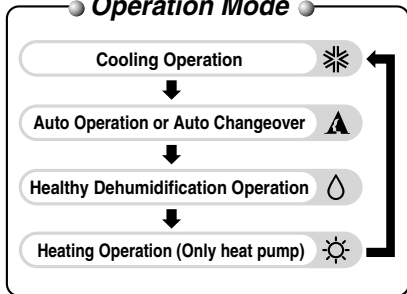 Operation Mode
Cooling Operation
Auto Operation or Auto Changeover
Healthy Dehumidification Operation
Heating Operation (Only heat pump)